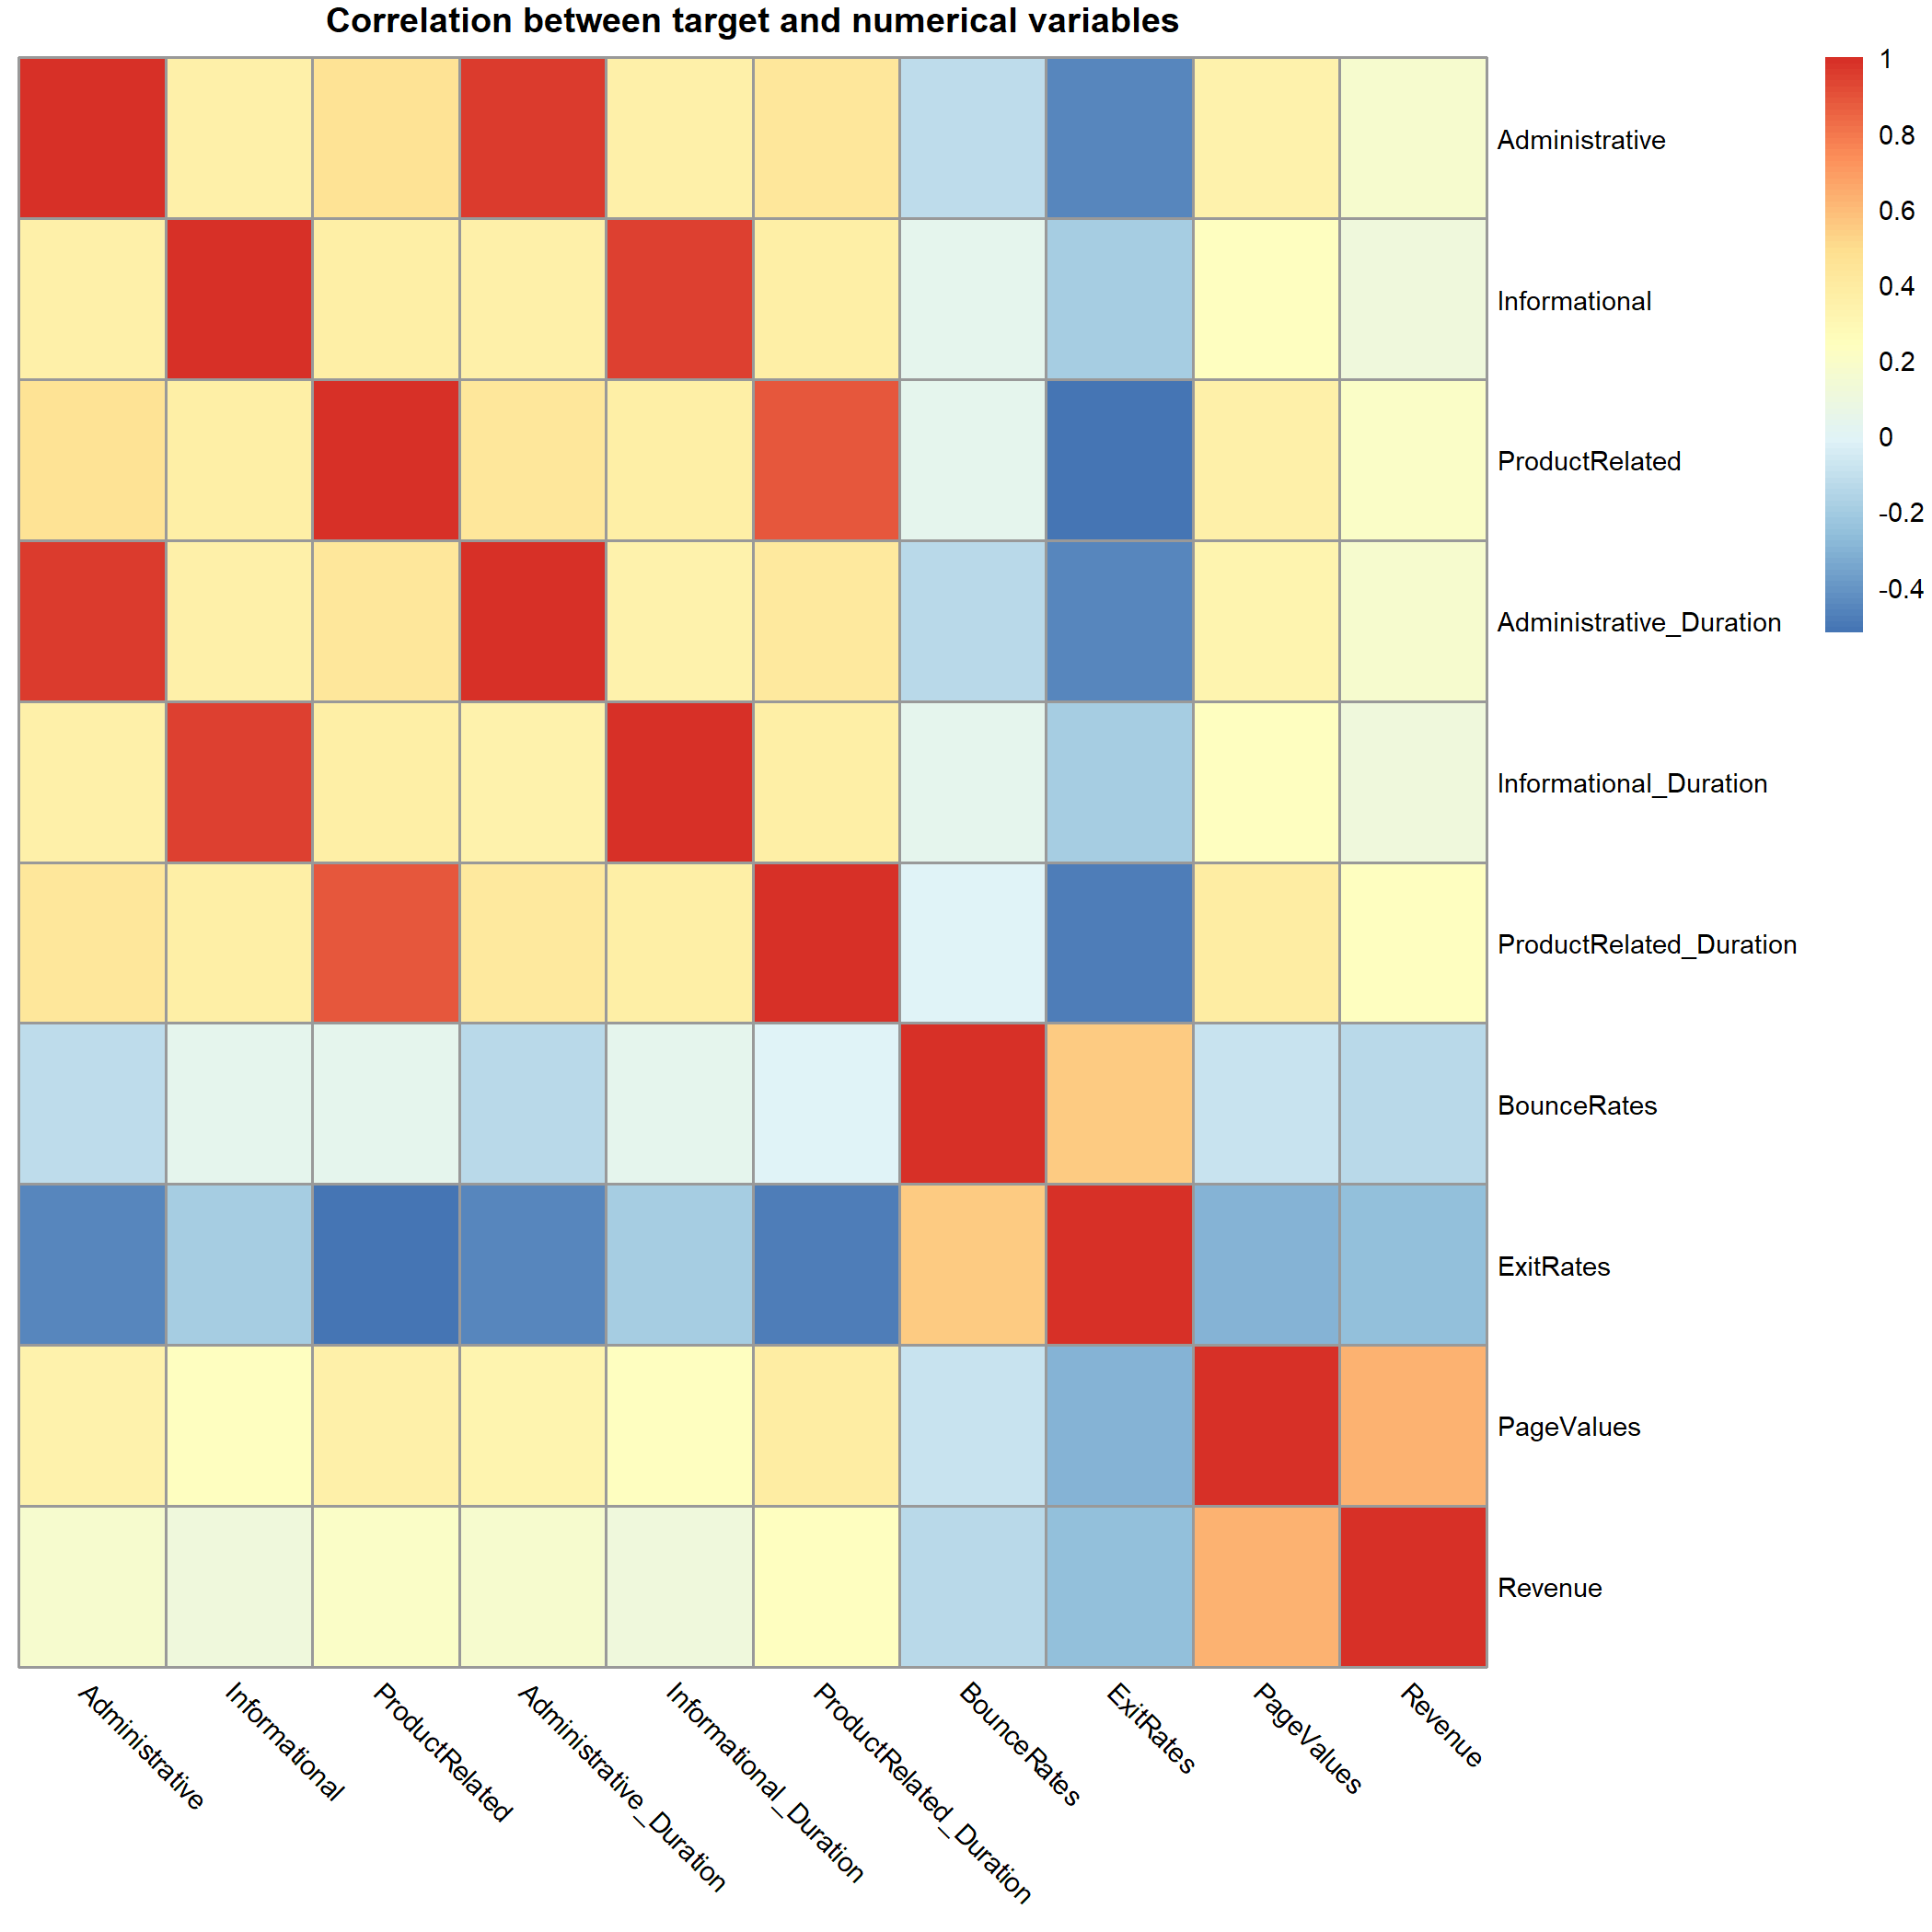 Correlation between target and numerical variables
1
0.8
0.6
0.4
0.2
0
-0.2
-0.4
Administrative
Informational
ProductRelated
Administrative_Duration
Informational_Duration
ProductRelated_Duration
BounceRates
ExitRates
PageValues
Revenue
Administrative
Informational
ProductRelated
Administrative_Duration
Informational_Duration
ProductRelated_Duration
BounceRates
ExitRates
PageValues
Revenue